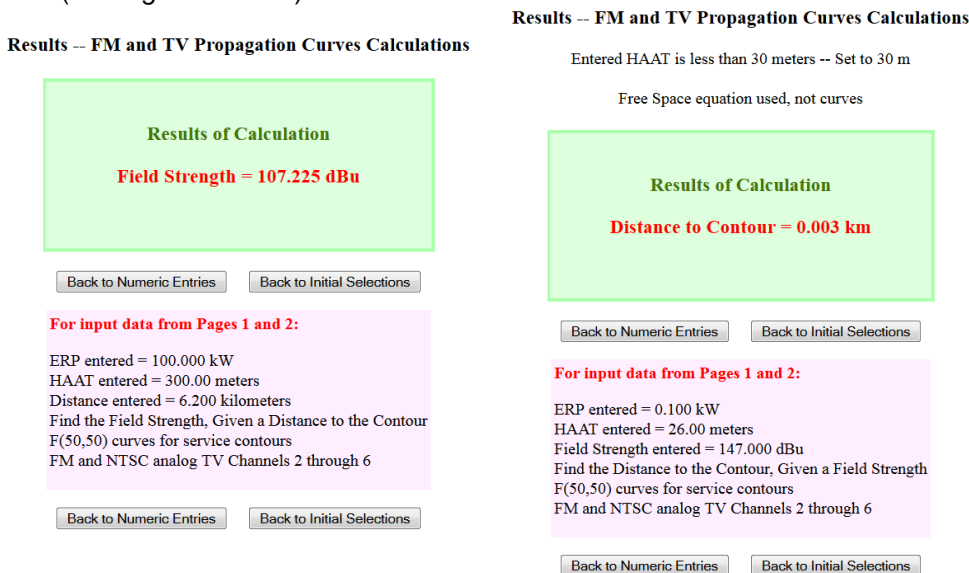 Results -- FM and TV Propagation Curves Calculations
Results of Calculation
Field Strength = 107.225 dBu
Back to Numeric Entries
Back to Initial Selections
For input data from Pages 1 and 2:
ERP entered = 100.000 kW
HAAT entered = 300.00 meters
Distance entered = 6.200 kilometers
Find the Field Strength, Given a Distance to the Contour
F(50,50) curves for service contours
FM and NTSC analog TV Channels 2 through 6
Back to Numeric Entries
Back to Initial Selections
Results -- FM and TV Propagation Curves Calculations
Entered HAAT is less than 30 meters -- Set to 30 m
Free Space equation used, not curves
Results of Calculation
Distance to Contour = 0.003 km
Back to Numeric Entries
Back to Initial Selections
For input data from Pages 1 and 2:
ERP entered = 0.100 kW
HAAT entered = 26.00 meters
Field Strength entered = 147.000 dBu
Find the Distance to the Contour, Given a Field Strength
F(50,50) curves for service contours
FM and NTSC analog TV Channels 2 through 6
Back to Numeric Entries
Back to Initial Selections